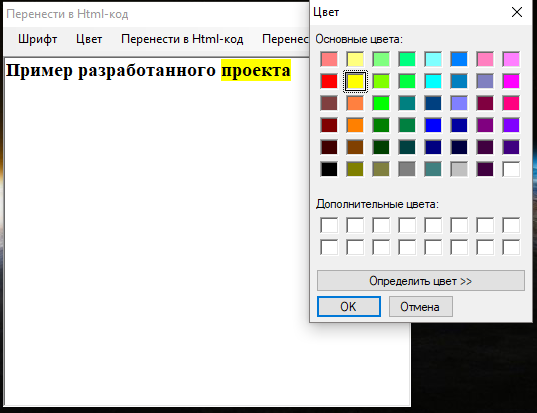 Перенести в Html-код
Шрифт Цвет Перенести в Html-код Перенес
Пример разработанного проекта
Цвет
Основные цвета:
Дополнительные цвета:
Определить цвет >>
OK Отмена